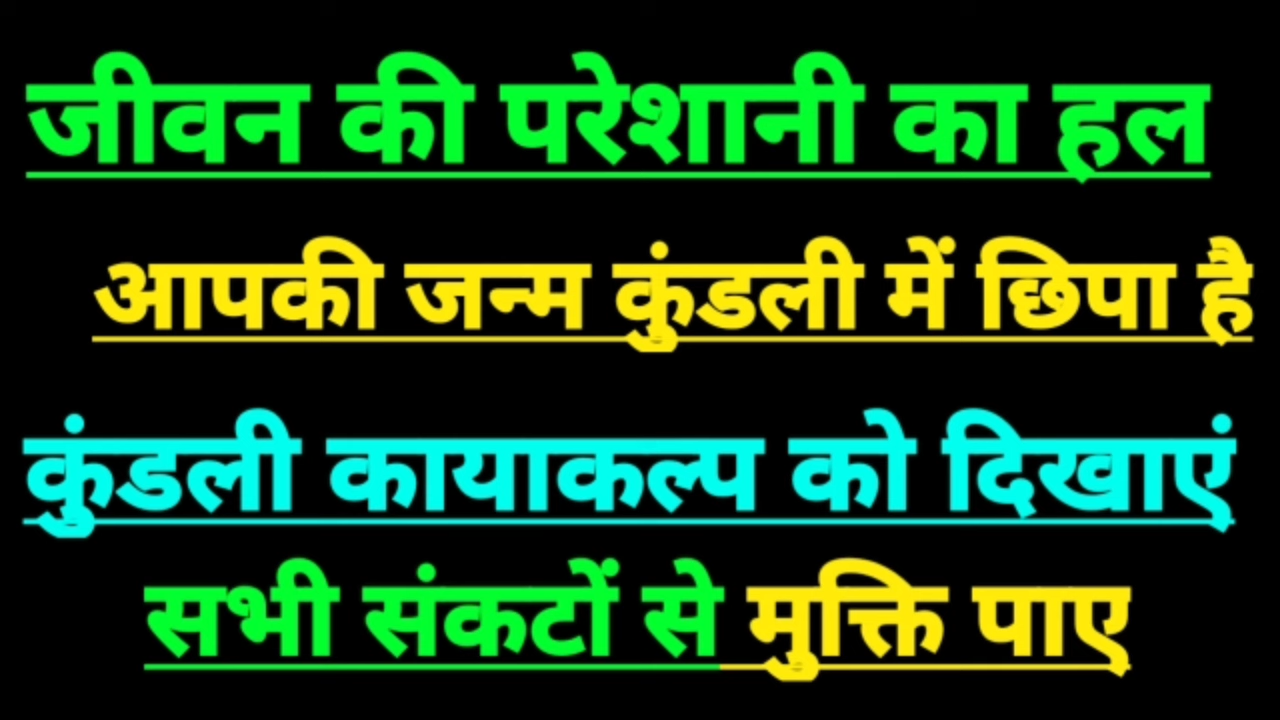 जीवन की परेशानी का हल
आपकी जन्म कुंडली में छिपा है
कुंडली कायाकल्प को दिखाएं
सभी संकटों से मुक्ति पाए